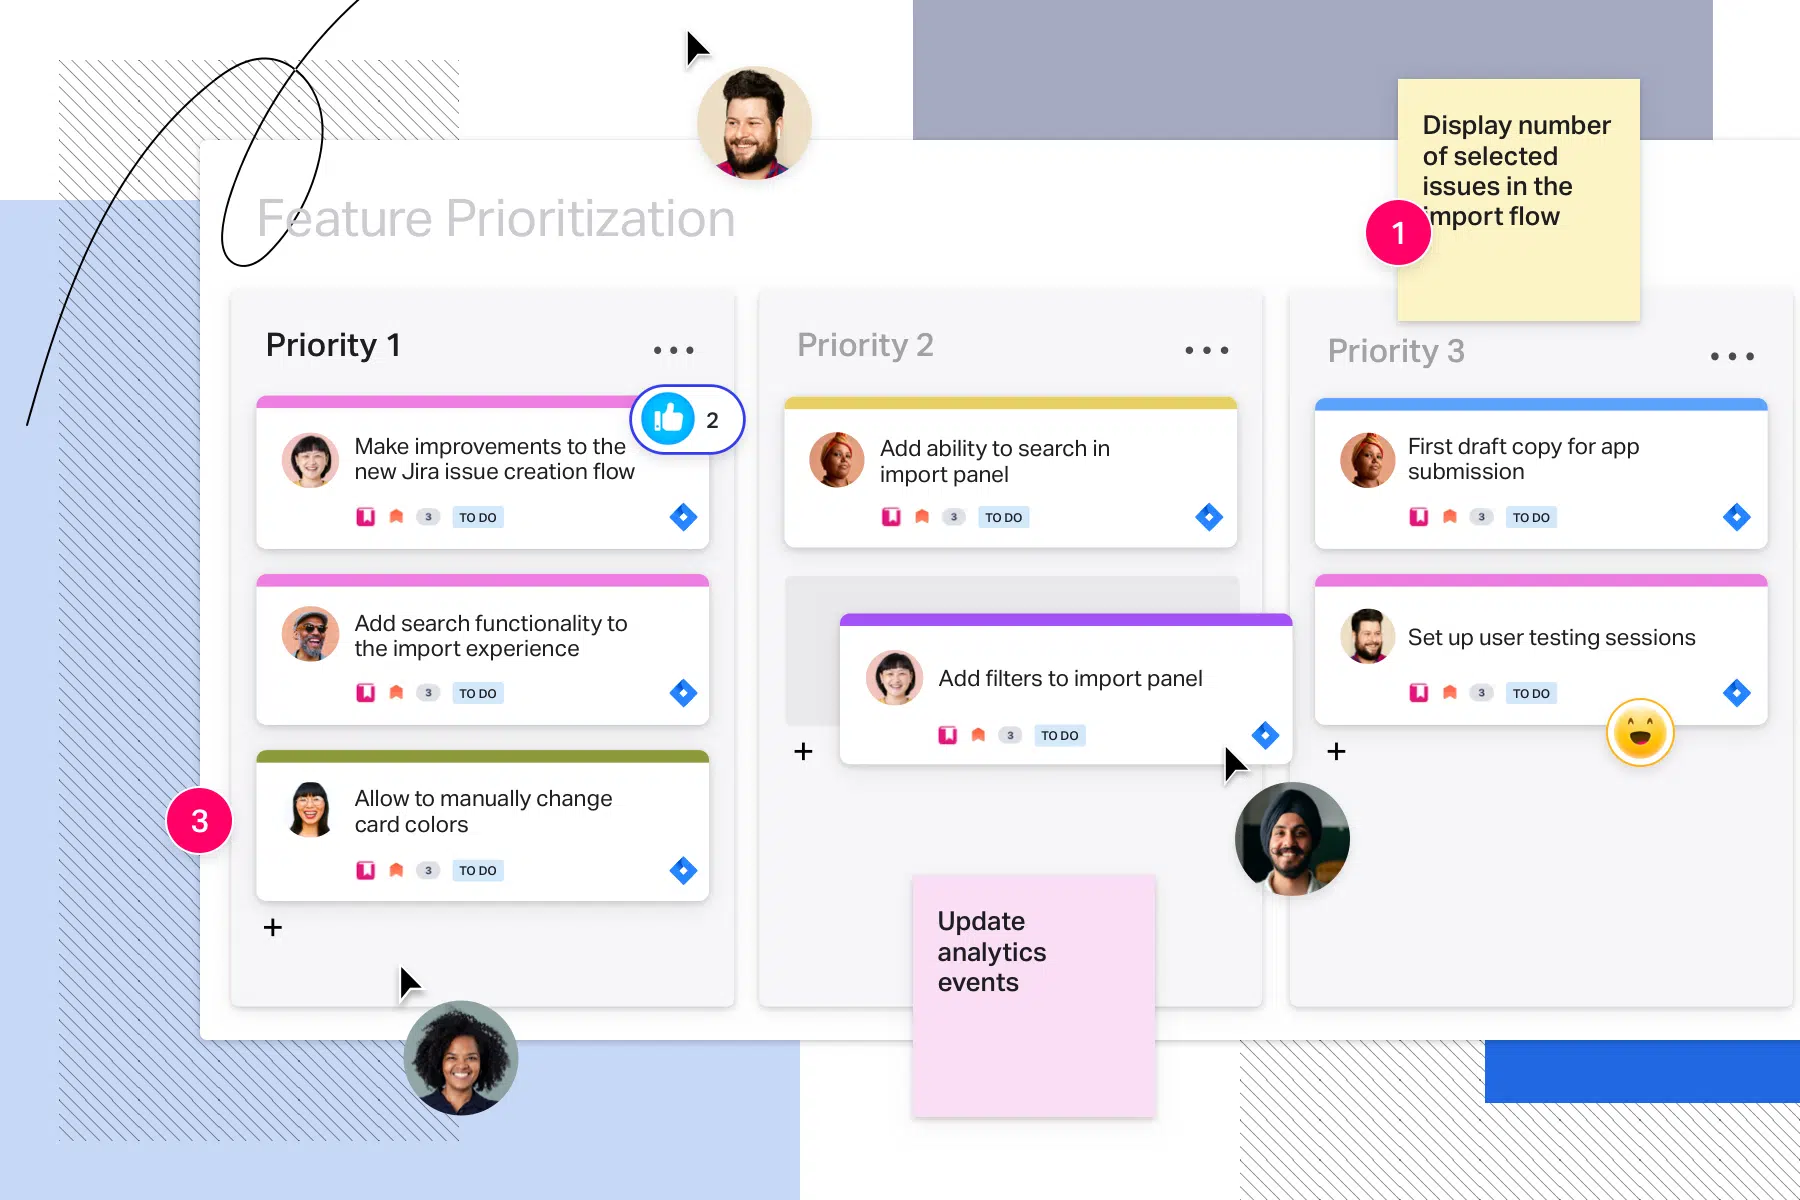 Feature Prioritization
Display number
of selected
issues in the
import flow
1
Priority 1
2
Make improvements to the
new Jira issue creation flow
3 TO DO
Add search functionality to
the import experience
3 TO DO
3
Allow to manually change
card colors
3 TO DO
Priority 2
Add ability to search in
import panel
3 TO DO
Add filters to import panel
3 TO DO
Update
analytics
events
Priority 3
First draft copy for app
submission
3 TO DO
Set up user testing sessions
3 TO DO